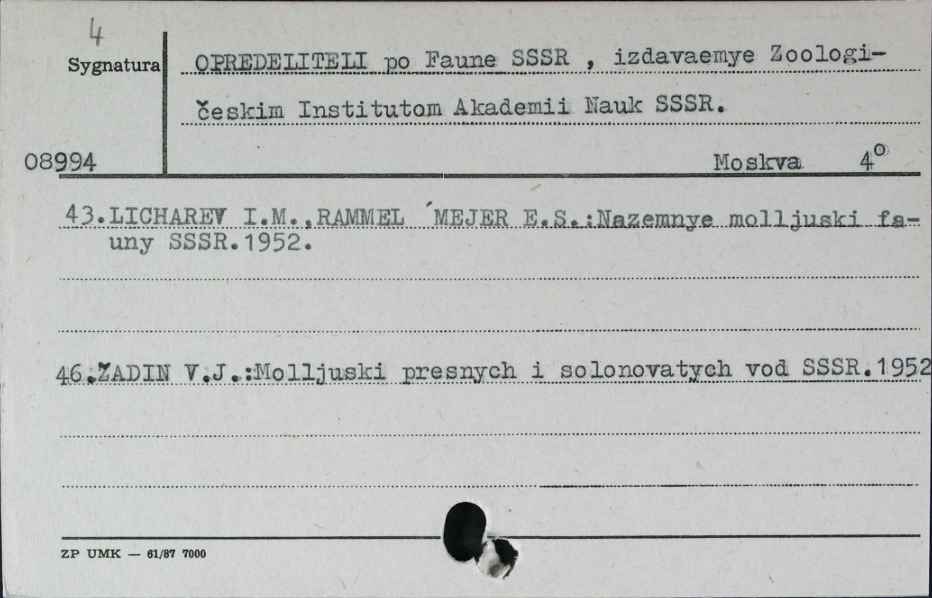 4
Sygnatura
OPREDELITELI po Faune SSSR , izdavaemye Zoologi-
českim Institutom Akademii Nauk SSSR.
08994
Moskva 4°
43.LICHAREV I.M.,RAMMEL ´MEJER E.S.:Nazemnye molljuski fa-
uny SSSR.1952.
46.ŽADIN V.J.:Molljuski presnych i solonovatych vod SSSR.1952
ZP UMK — 61/87 7000